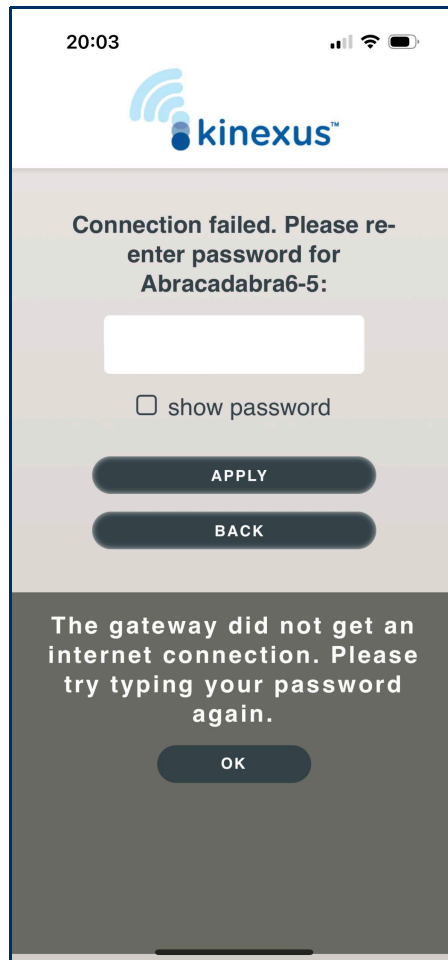 20:03
kinexus™
Connection failed. Please re-
enter password for
Abracadabra6-5:
show password
APPLY
BACK
The gateway did not get an
internet connection. Please
try typing your password
again.
OK